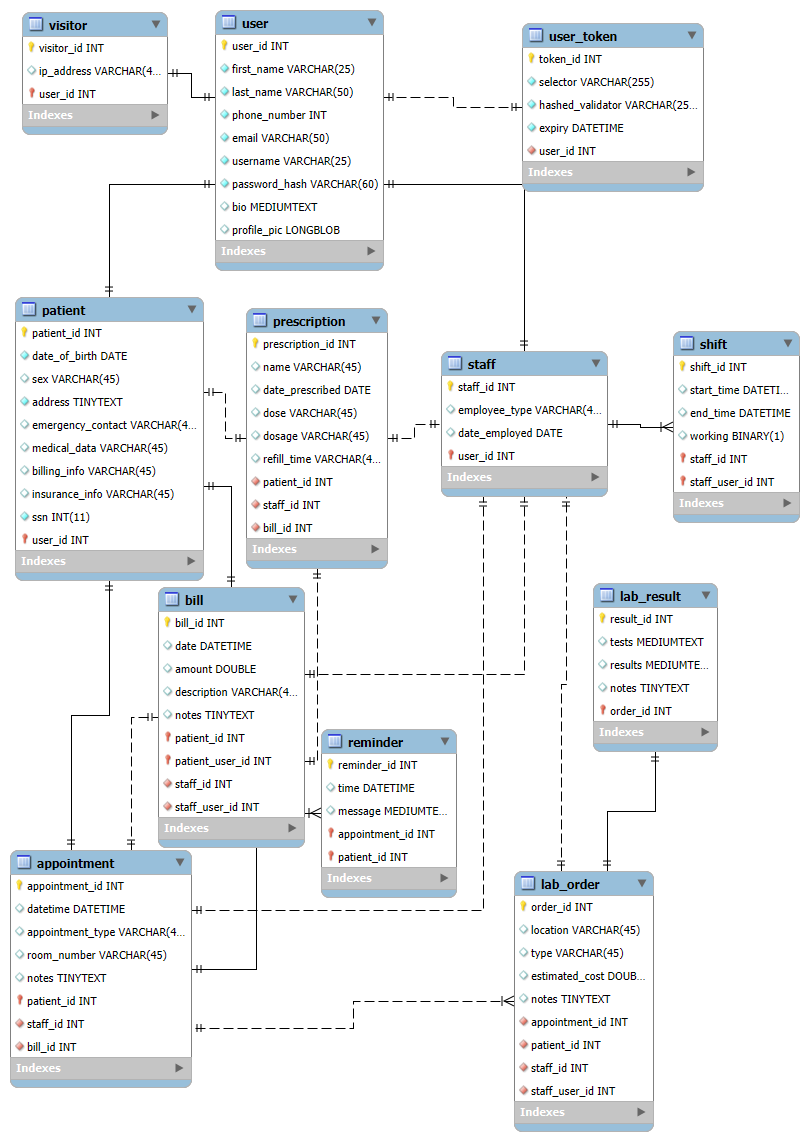 visitor
visitor_id INT
ip_address VARCHAR(4...
user_id INT
Indexes
user
user_id INT
first_name VARCHAR(25)
last_name VARCHAR(50)
phone_number INT
email VARCHAR(50)
username VARCHAR(25)
password_hash VARCHAR(60)
bio MEDIUMTEXT
profile_pic LONGBLOB
Indexes
user_token
token_id INT
selector VARCHAR(255)
hashed_validator VARCHAR(25...
expiry DATETIME
user_id INT
Indexes
patient
patient_id INT
date_of_birth DATE
sex VARCHAR(45)
address TINYTEXT
emergency_contact VARCHAR(4...
medical_data VARCHAR(45)
billing_info VARCHAR(45)
insurance_info VARCHAR(45)
ssn INT(11)
user_id INT
Indexes
prescription
prescription_id INT
name VARCHAR(45)
date_prescribed DATE
dose VARCHAR(45)
dosage VARCHAR(45)
refill_time VARCHAR(4...
patient_id INT
staff_id INT
bill_id INT
Indexes
staff
staff_id INT
employee_type VARCHAR(4...
date_employed DATE
user_id INT
Indexes
shift
shift_id INT
start_time DATETI...
end_time DATETIME
working BINARY(1)
staff_id INT
staff_user_id INT
Indexes
bill
bill_id INT
date DATETIME
amount DOUBLE
description VARCHAR(4...
notes TINYTEXT
patient_id INT
patient_user_id INT
staff_id INT
staff_user_id INT
Indexes
lab_result
result_id INT
tests MEDIUMTEXT
results MEDIUMTE...
notes TINYTEXT
order_id INT
Indexes
reminder
reminder_id INT
time DATETIME
message MEDIUMTE...
appointment_id INT
patient_id INT
Indexes
appointment
appointment_id INT
datetime DATETIME
appointment_type VARCHAR(4...
room_number VARCHAR(45)
notes TINYTEXT
patient_id INT
staff_id INT
bill_id INT
Indexes
lab_order
order_id INT
location VARCHAR(45)
type VARCHAR(45)
estimated_cost DOUB...
notes TINYTEXT
appointment_id INT
patient_id INT
staff_id INT
staff_user_id INT
Indexes